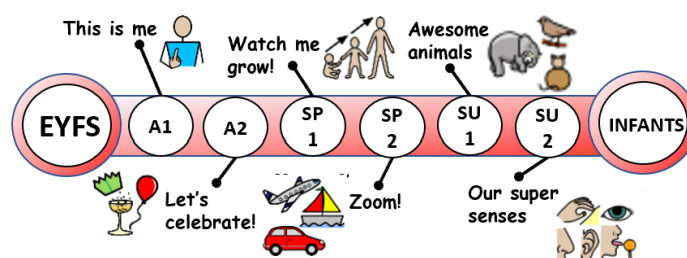 This is me
Watch me
grow!
Awesome
animals
EYFS
A1
A2
SP
1
SP
2
SU
1
SU
2
INFANTS
Let's
celebrate!
Zoom!
Our super
senses